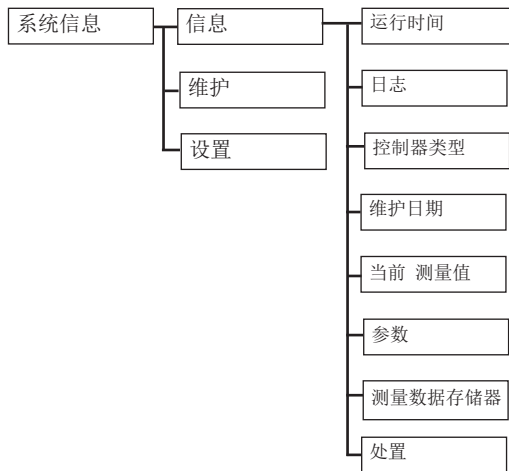 系统信息
信息
运行时间
日志
维护
设置
控制器类型
维护日期
当前 测量值
参数
测量数据存储器
处置